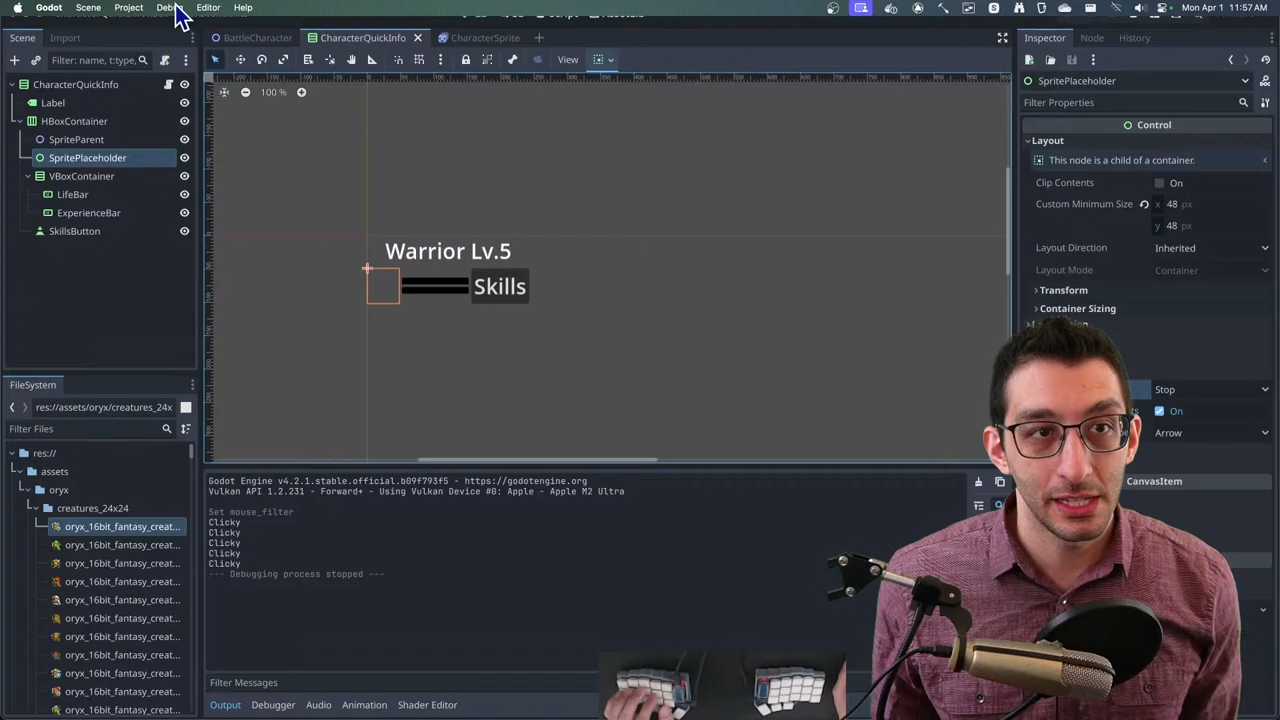 Godot Scene Project Debug Editor Help
Mon Apr 1 11:57 AM
Scene Import
Filter: name, t:type,
CharacterQuickInfo
Label
HBoxContainer
SpriteParent
SpritePlaceholder
VBoxContainer
LifeBar
ExperienceBar
SkillsButton
FileSystem
res://assets/oryx/creatures_24x
Filter Files
res://
assets
oryx
creatures_24x24
oryx_16bit_fantasy_creat...
oryx_16bit_fantasy_creat...
oryx_16bit_fantasy_creat...
oryx_16bit_fantasy_creat...
oryx_16bit_fantasy_creat...
oryx_16bit_fantasy_creat...
oryx_16bit_fantasy_creat...
oryx_16bit_fantasy_creat...
oryx_16bit_fantasy_creat...
oryx_16bit_fantasy_creat...
oryx_16bit_fantasy_creat...
BattleCharacter CharacterQuickInfo CharacterSprite
View
100 %
Warrior Lv.5
Skills
Godot Engine v4.2.1.stable.official.b09f793f5 - https://godotengine.org
Vulkan API 1.2.231 - Forward+ - Using Vulkan Device #0: Apple - Apple M2 Ultra
Set mouse_filter
Clicky
Clicky
Clicky
Clicky
Clicky
--- Debugging process stopped ---
Filter Messages
Output Debugger Audio Animation Shader Editor
Inspector Node History
SpritePlaceholder
Filter Properties
Control
Layout
This node is a child of a container.
Clip Contents On
Custom Minimum Size x 48 px
y 48 px
Layout Direction Inherited
Layout Mode Container
Transform
Container Sizing
Stop
On
Arrow
CanvasItem